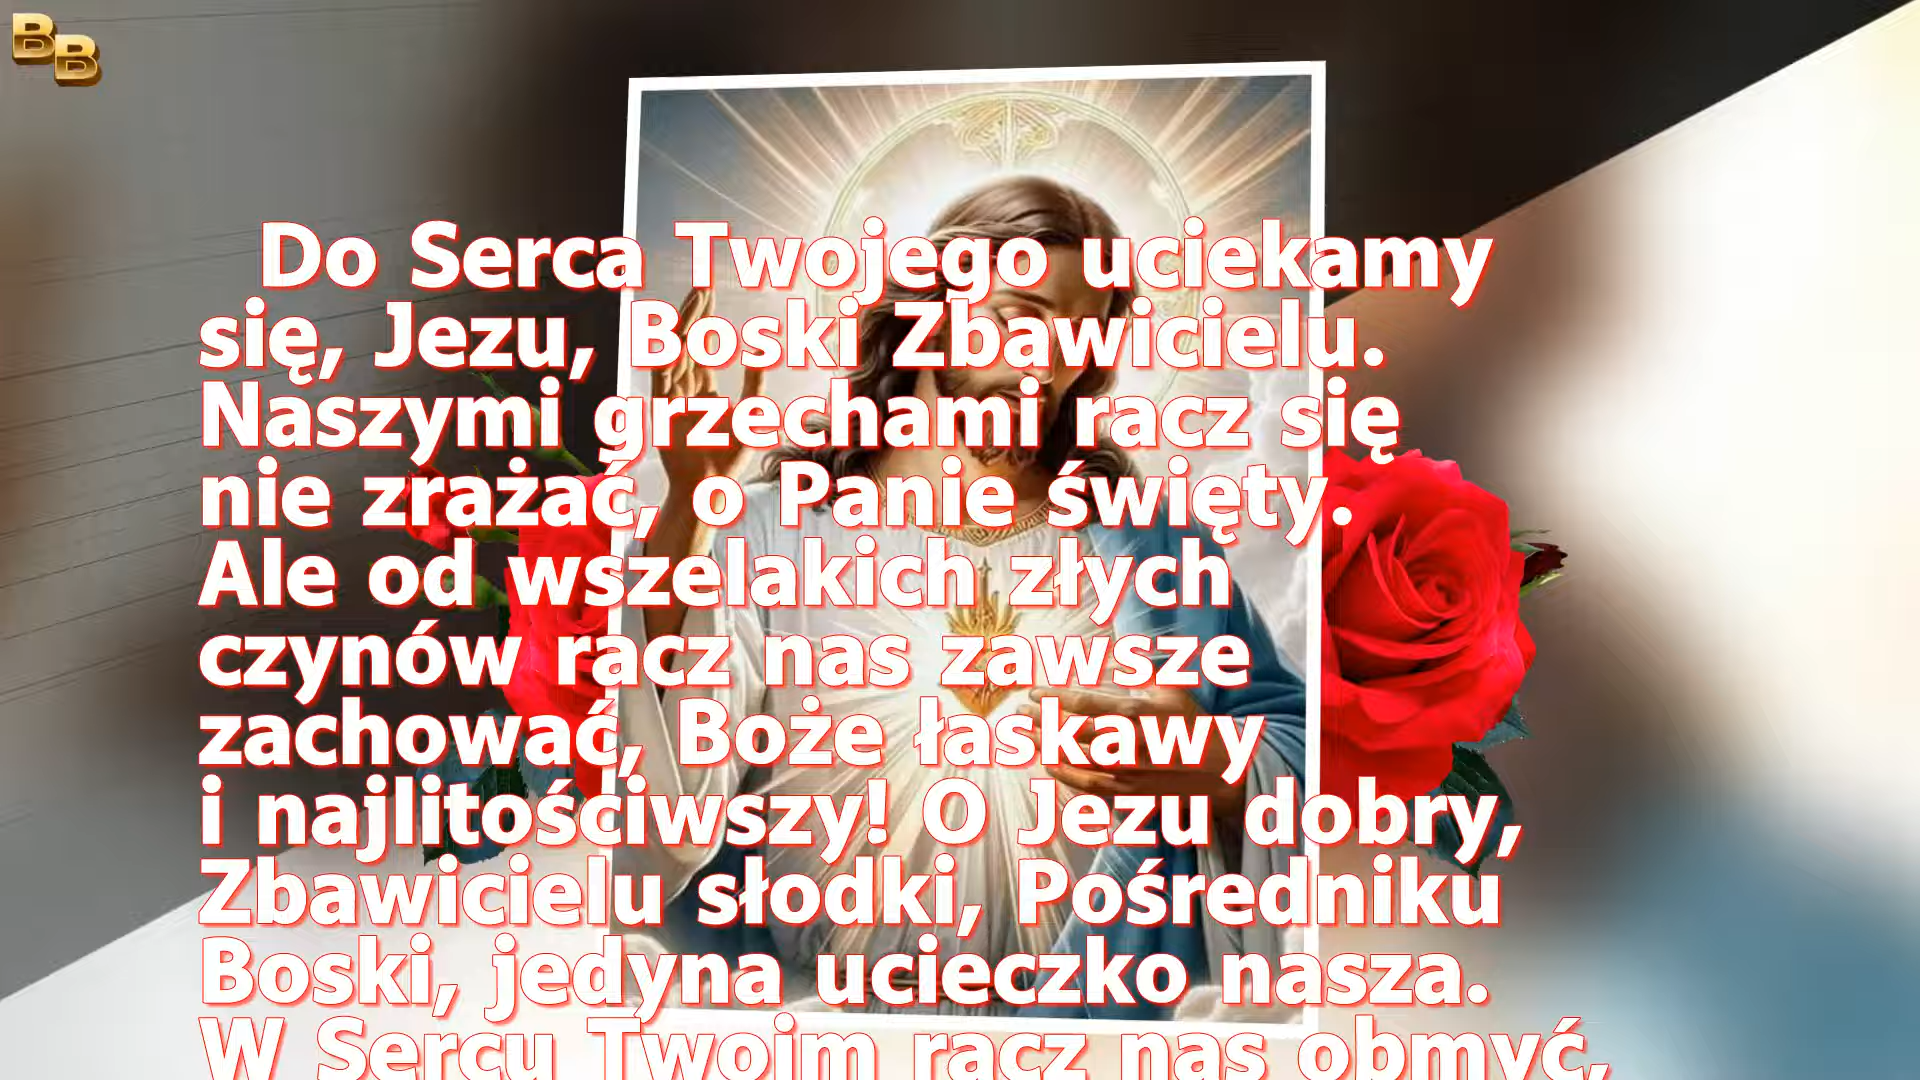 BB
Do Serca Twojego uciekamy
się, Jezu, Boski Zbawicielu.
Naszymi grzechami racz się
nie zrażać, o Panie święty.
Ale od wszelakich złych
czynów racz nas zawsze
zachować, Boże łaskawy
i najlitościwszy! O Jezu dobry,
Zbawicielu słodki, Pośredniku
Boski, jedyna ucieczko nasza.
W Sercu Twoim racz nas obmyć,